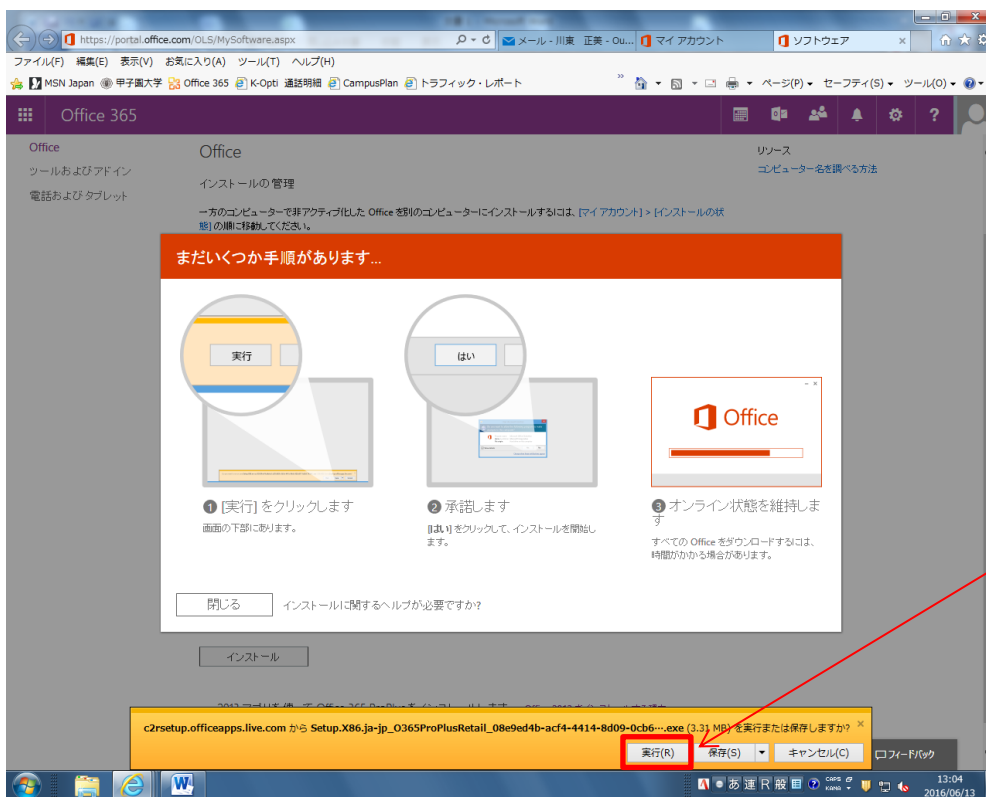 https://portal.office.com/OLS/MySoftware.aspx
メール - 川東 正美 - Ou...
マイ アカウント
ソフトウェア
ファイル(F) 編集(E) 表示(V) お気に入り(A) ツール(T) ヘルプ(H)
MSN Japan 甲子園大学 Office 365 K-Opti 通話明細 CampusPlan トラフィック・レポート
ページ(P) セーフティ(S) ツール(O)
Office 365
Office
ツールおよびアドイン
電話およびタブレット
Office
インストールの管理
一方のコンピューターで非アクティブ化した Office を別のコンピューターにインストールするには、[マイ アカウント] > [インストールの状
態] の順に移動してください。
リソース
コンピューター名を調べる方法
まだいくつか手順があります...
実行
はい
Office
❶ [実行] をクリックします
画面の下部にあります。
❷ 承諾します
[はい] をクリックして、インストールを開始し
ます。
❸ オンライン状態を維持しま
す
すべての Office をダウンロードするには、
時間がかかる場合があります。
閉じる
インストールに関するヘルプが必要ですか?
インストール
c2rsetup.officeapps.live.com から Setup.X86.ja-jp_O365ProPlusRetail_08e9ed4b-acf4-4414-8d09-0cb6….exe (3.31 MB) を実行または保存しますか?
実行(R) 保存(S) キャンセル(C)
フィードバック
あ 連 R 般
CAPS
KANA
13:04
2016/06/13